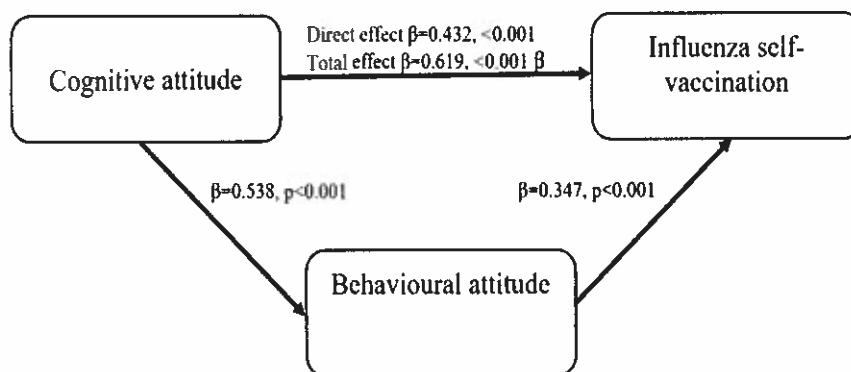 Direct effect β=0.432, <0.001
Total effect β=0.619, <0.001 β
Cognitive attitude
Influenza self-
vaccination
β=0.538, p<0.001
β=0.347, p<0.001
Behavioural attitude